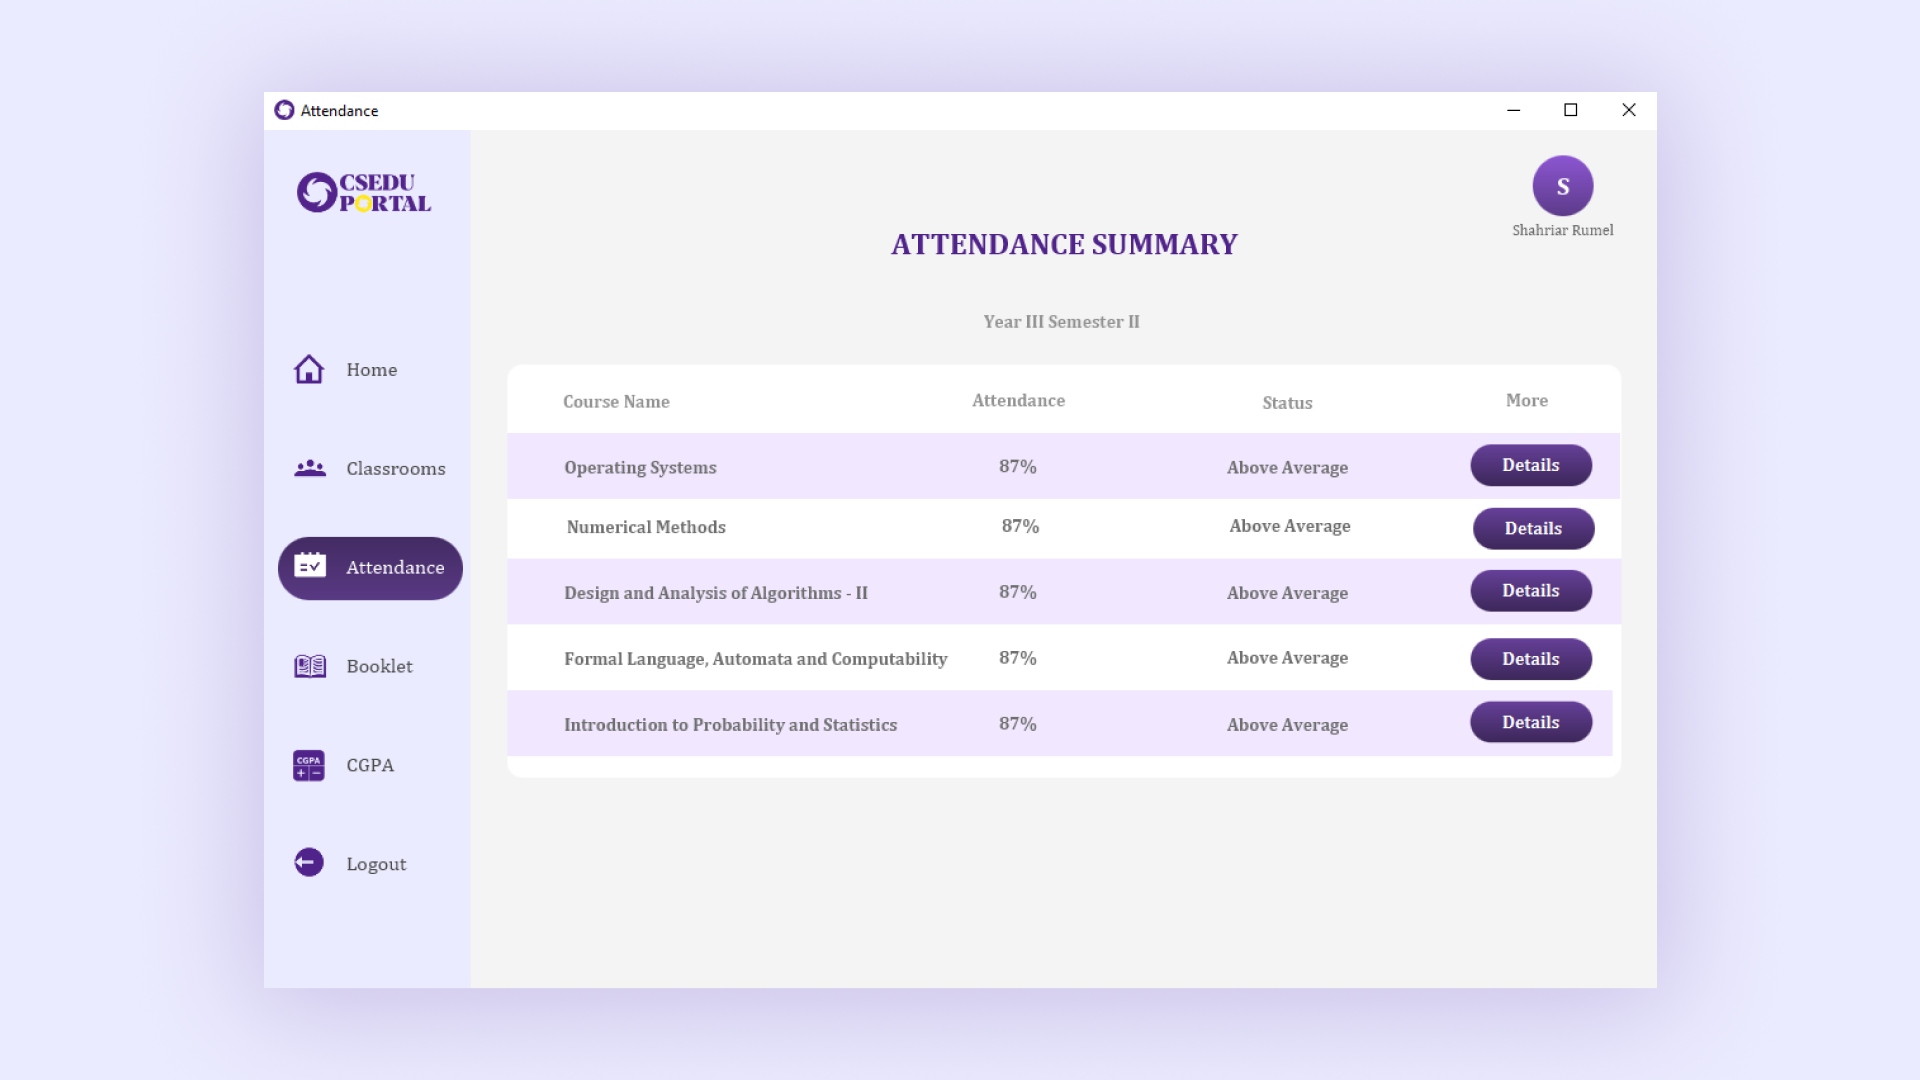 Attendance
CSEDU
PORTAL
S
Shahriar Rumel
ATTENDANCE SUMMARY
Year III Semester II
Home
Classrooms
Attendance
Booklet
CGPA
CGPA
Logout
Course Name Attendance Status More
Operating Systems 87% Above Average Details
Numerical Methods 87% Above Average Details
Design and Analysis of Algorithms - II 87% Above Average Details
Formal Language, Automata and Computability 87% Above Average Details
Introduction to Probability and Statistics 87% Above Average Details